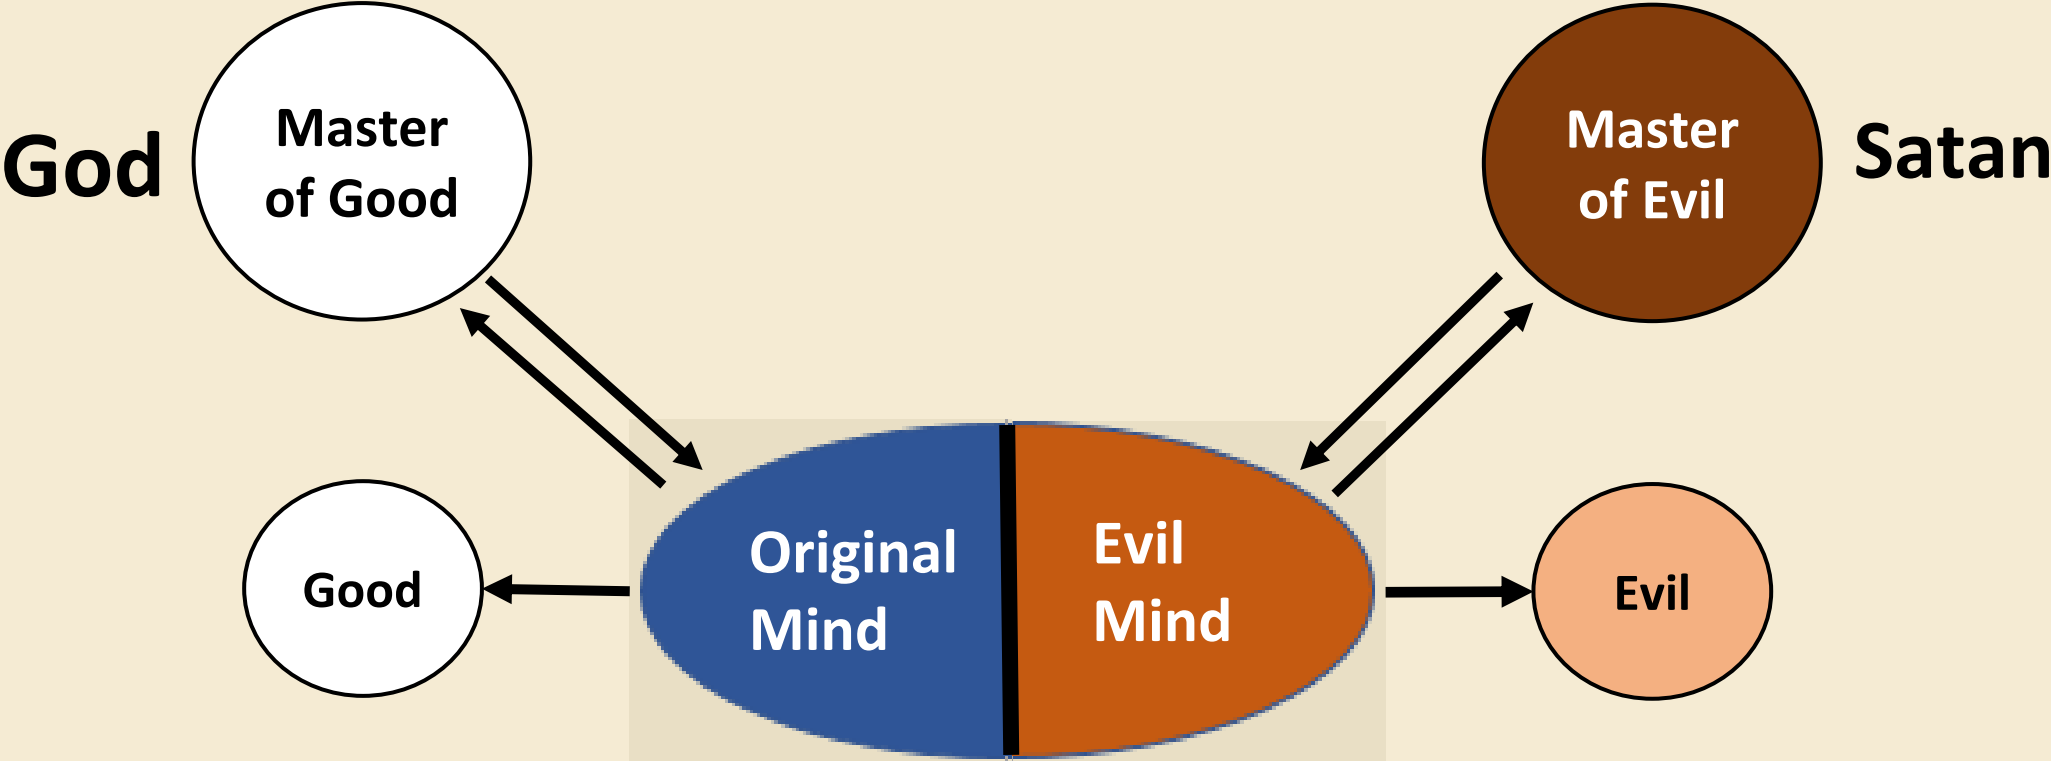 God
Master
of Good
Master
of Evil
Satan
Good
Original
Mind
Evil
Mind
Evil